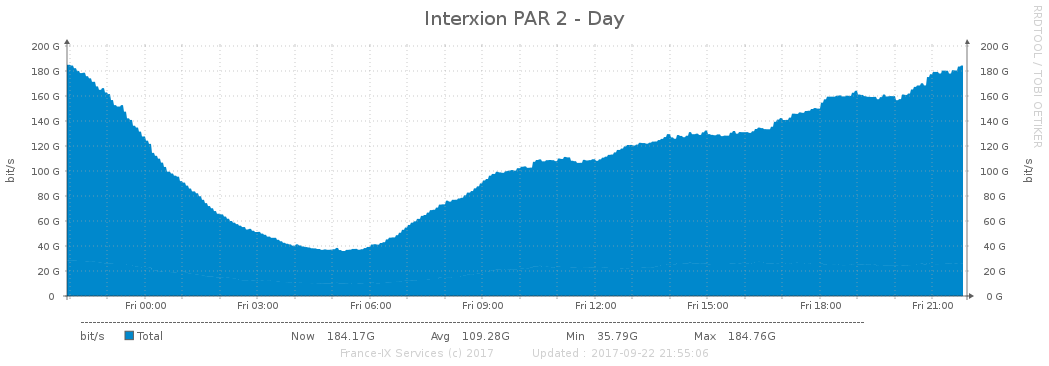 Interxion PAR 2 - Day
RRDTOOL / TOBI OETIKER
200 G 200 G
180 G 180 G
160 G 160 G
140 G 140 G
120 G 120 G
100 G 100 G
80 G 80 G
60 G 60 G
40 G 40 G
20 G 20 G
0 0 G
bit/s bit/s
Fri 00:00 Fri 03:00 Fri 06:00 Fri 09:00 Fri 12:00 Fri 15:00 Fri 18:00 Fri 21:00
bit/s Total Now 184.17G Avg 109.28G Min 35.79G Max 184.76G
France-IX Services (c) 2017 Updated : 2017-09-22 21:55:06